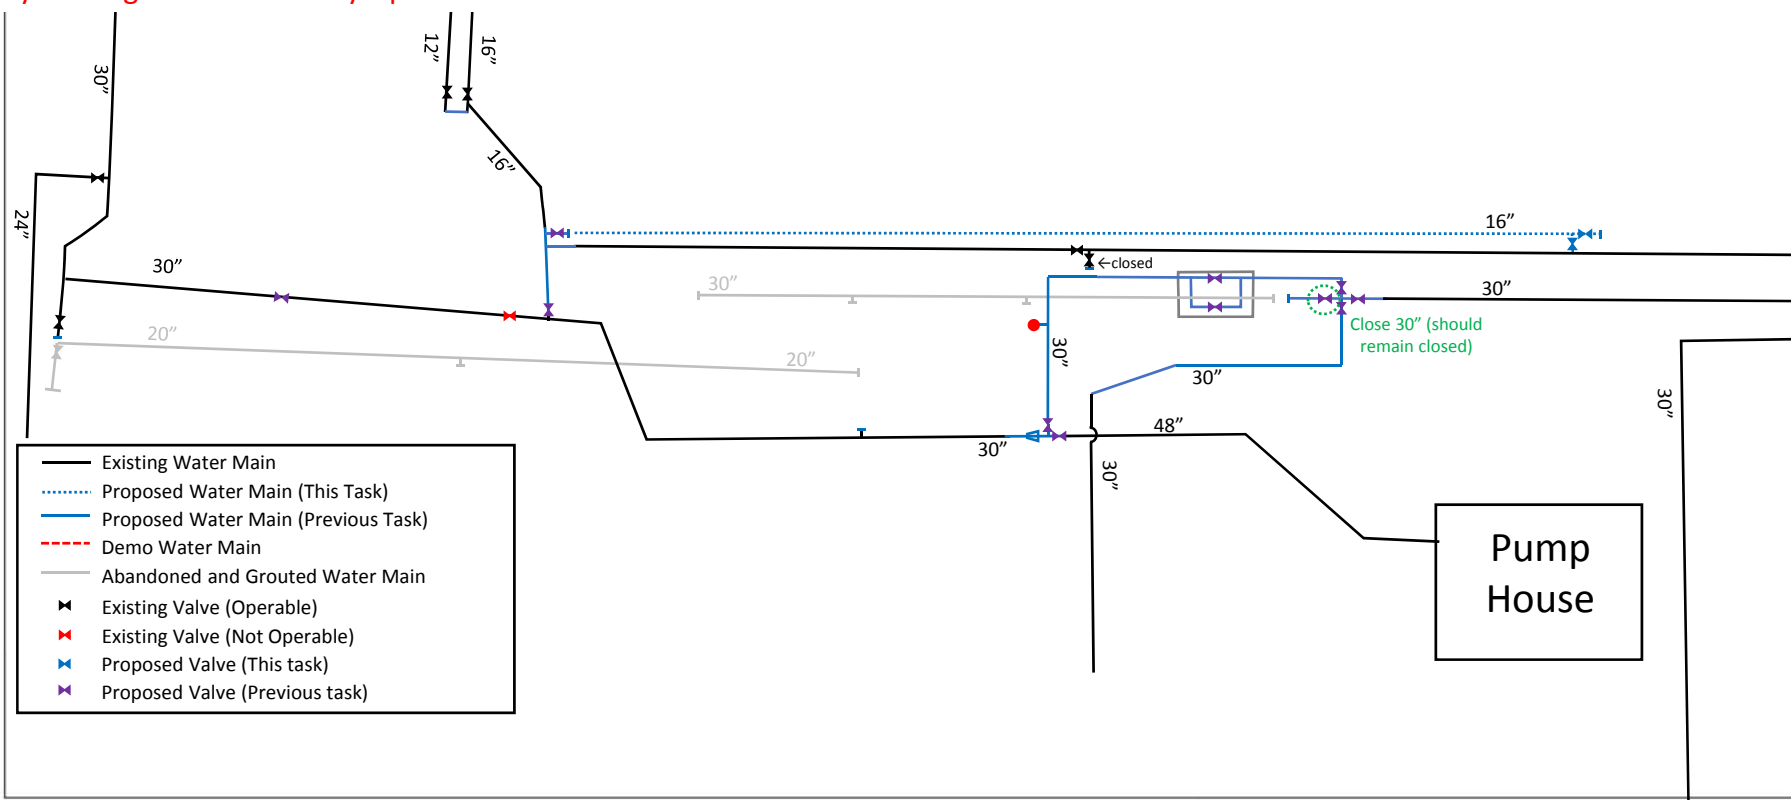 30”
12”
16”
16”
24”
16”
30”
←closed
30”
30”
Close 30” (should
remain closed)
20”
20”
30”
30”
30”
48”
30”
30”
30”
Existing Water Main
Proposed Water Main (This Task)
Proposed Water Main (Previous Task)
Demo Water Main
Abandoned and Grouted Water Main
Existing Valve (Operable)
Existing Valve (Not Operable)
Proposed Valve (This task)
Proposed Valve (Previous task)
Pump
House